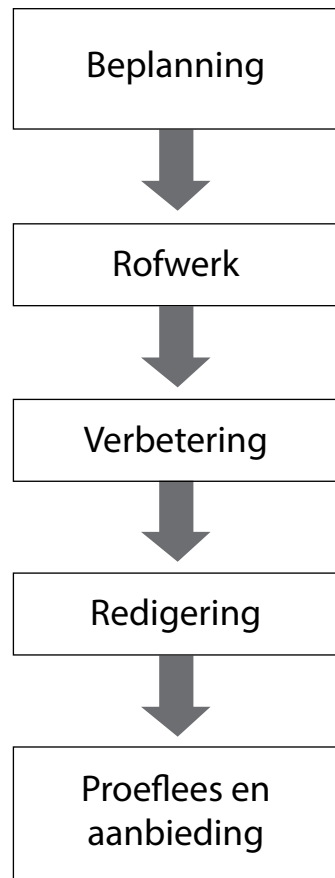 Beplanning
Rofwerk
Verbetering
Redigering
Proeflees en
aanbieding